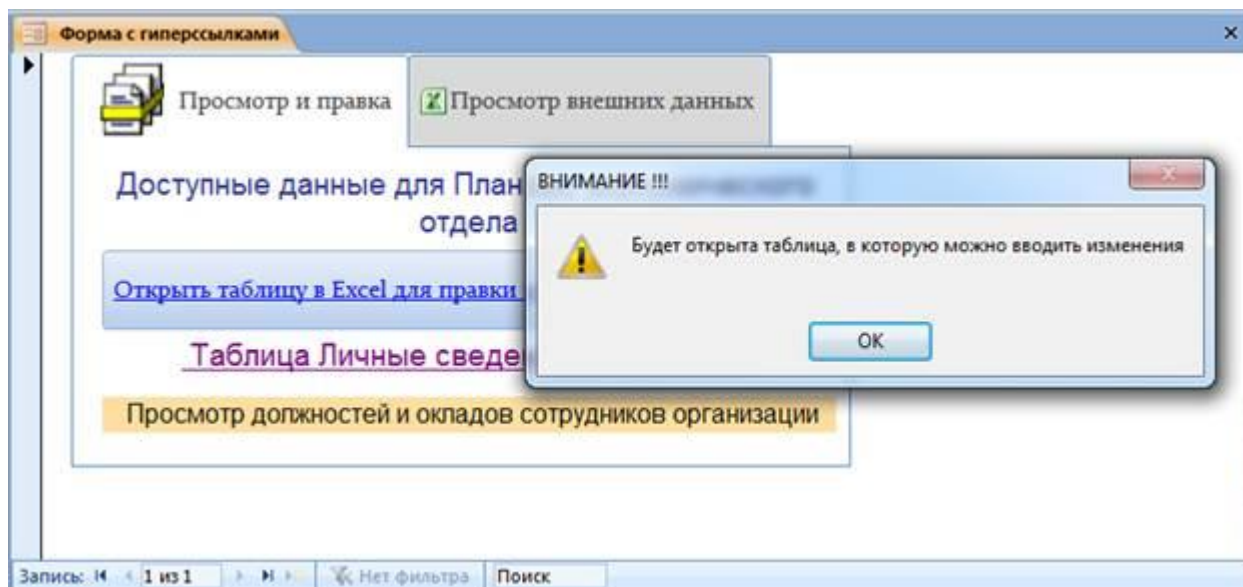 Форма с гиперссылками
Просмотр и правка
Просмотр внешних данных
Доступные данные для План
отдела
ВНИМАНИЕ !!!
Будет открыта таблица, в которую можно вводить изменения
OK
Открыть таблицу в Excel для правки
Таблица Личные сведе
Просмотр должностей и окладов сотрудников организации
Запись: 1 из 1 Нет фильтра Поиск